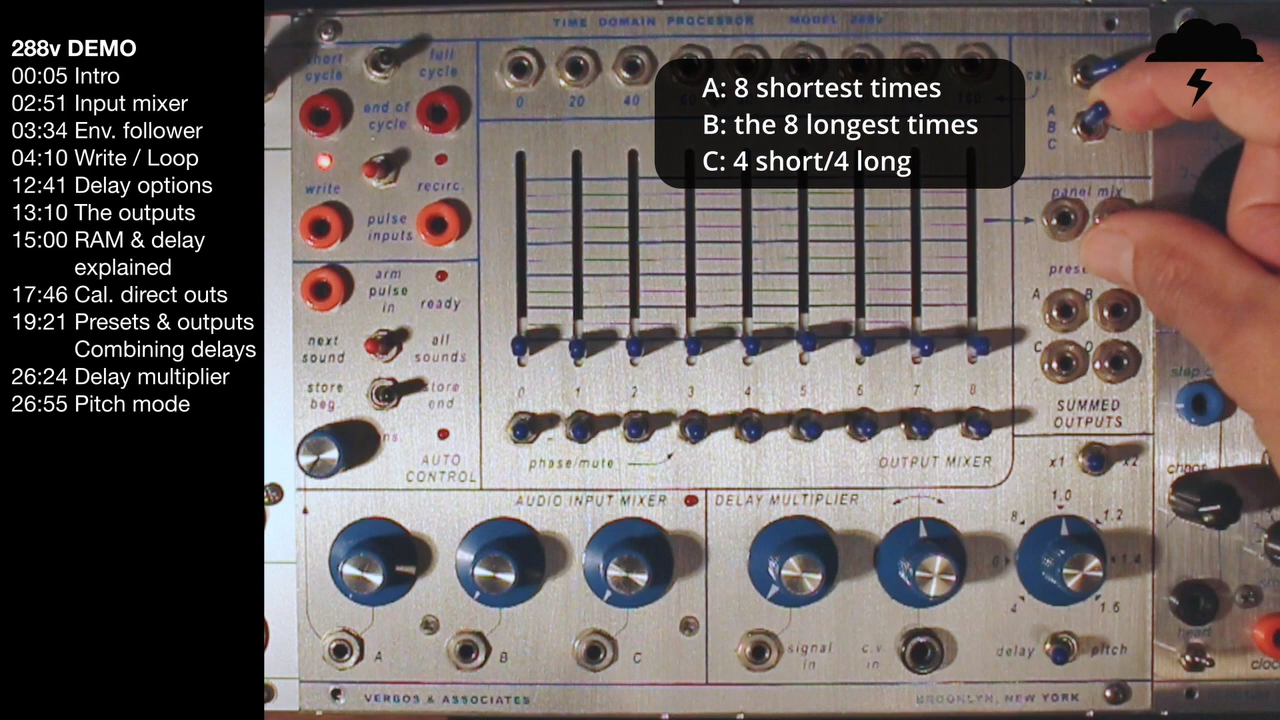 288v DEMO
00:05 Intro
02:51 Input mixer
03:34 Env. follower
04:10 Write / Loop
12:41 Delay options
13:10 The outputs
15:00 RAM & delay
explained
17:46 Cal. direct outs
19:21 Presets & outputs
Combining delays
26:24 Delay multiplier
26:55 Pitch mode
TIME DOMAIN PROCESSOR MODEL 288v
short cycle
full cycle
end of cycle
write
recirc.
pulse inputs
arm pulse in
ready
next sound
all sounds
store beg.
store end
AUTO CONTROL
0 20 40
cal.
A: 8 shortest times
B: the 8 longest times
C: 4 short/4 long
A
B
C
panel mix
A B
C D
SUMMED OUTPUTS
0 1 2 3 4 5 6 7 8
phase/mute
OUTPUT MIXER
x1 x2
AUDIO INPUT MIXER
DELAY MULTIPLIER
1.0
8 1.2
1.4
4 1.6
A B C
signal in
c.v. in
delay pitch
VERBOS & ASSOCIATES
BROOKLYN, NEW YORK